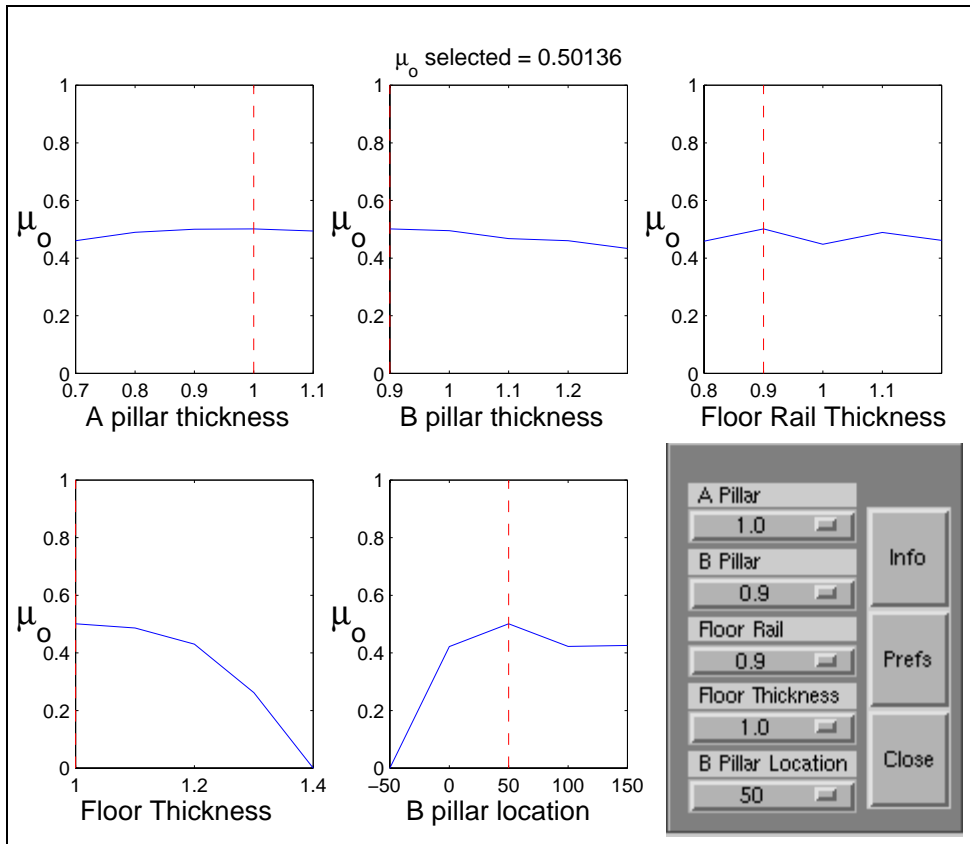 μo selected = 0.50136
1
0.8
0.6
0.4
0.2
0
μo
0.7 0.8 0.9 1 1.1
A pillar thickness
1
0.8
0.6
0.4
0.2
0
μo
0.9 1 1.1 1.2
B pillar thickness
1
0.8
0.6
0.4
0.2
0
μo
0.8 0.9 1 1.1
Floor Rail Thickness
1
0.8
0.6
0.4
0.2
0
μo
1 1.2 1.4
Floor Thickness
1
0.8
0.6
0.4
0.2
0
μo
−50 0 50 100 150
B pillar location
A Pillar
1.0
B Pillar
0.9
Floor Rail
0.9
Floor Thickness
1.0
B Pillar Location
50
Info
Prefs
Close